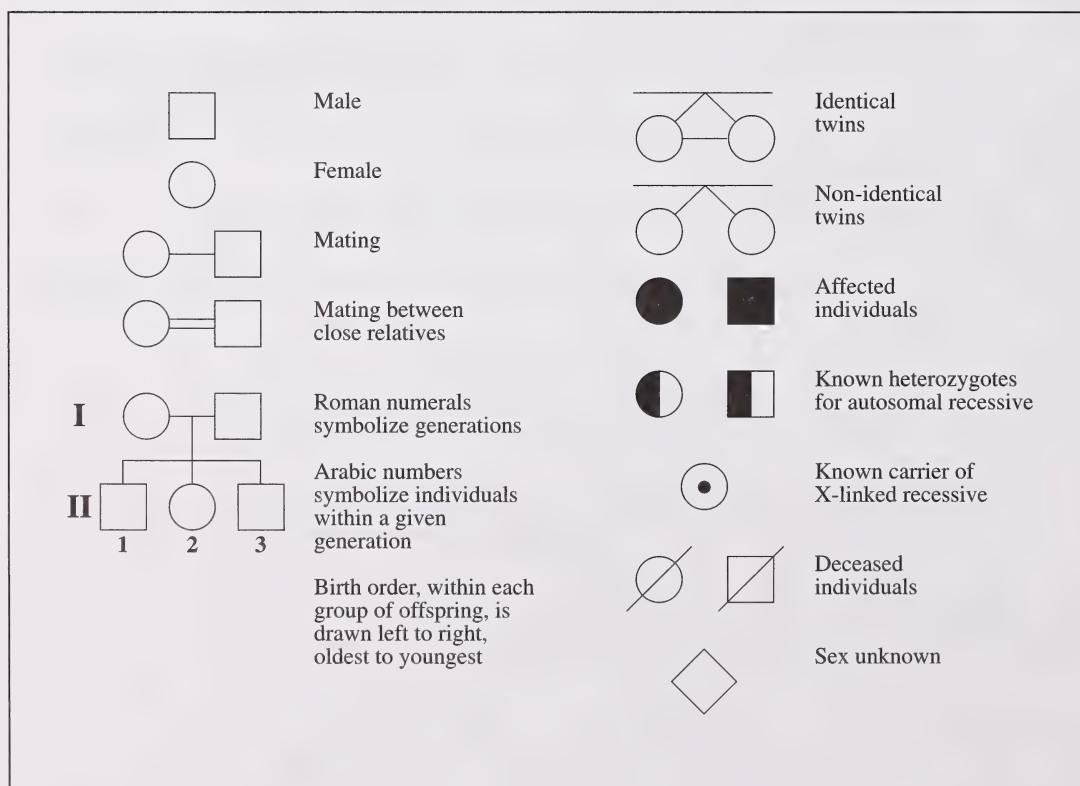 Male
Female
Mating
Mating between
close relatives
I
Roman numerals
symbolize generations
II
1 2 3
Arabic numbers
symbolize individuals
within a given
generation
Birth order, within each
group of offspring, is
drawn left to right,
oldest to youngest
Identical
twins
Non-identical
twins
Affected
individuals
Known heterozygotes
for autosomal recessive
Known carrier of
X-linked recessive
Deceased
individuals
Sex unknown